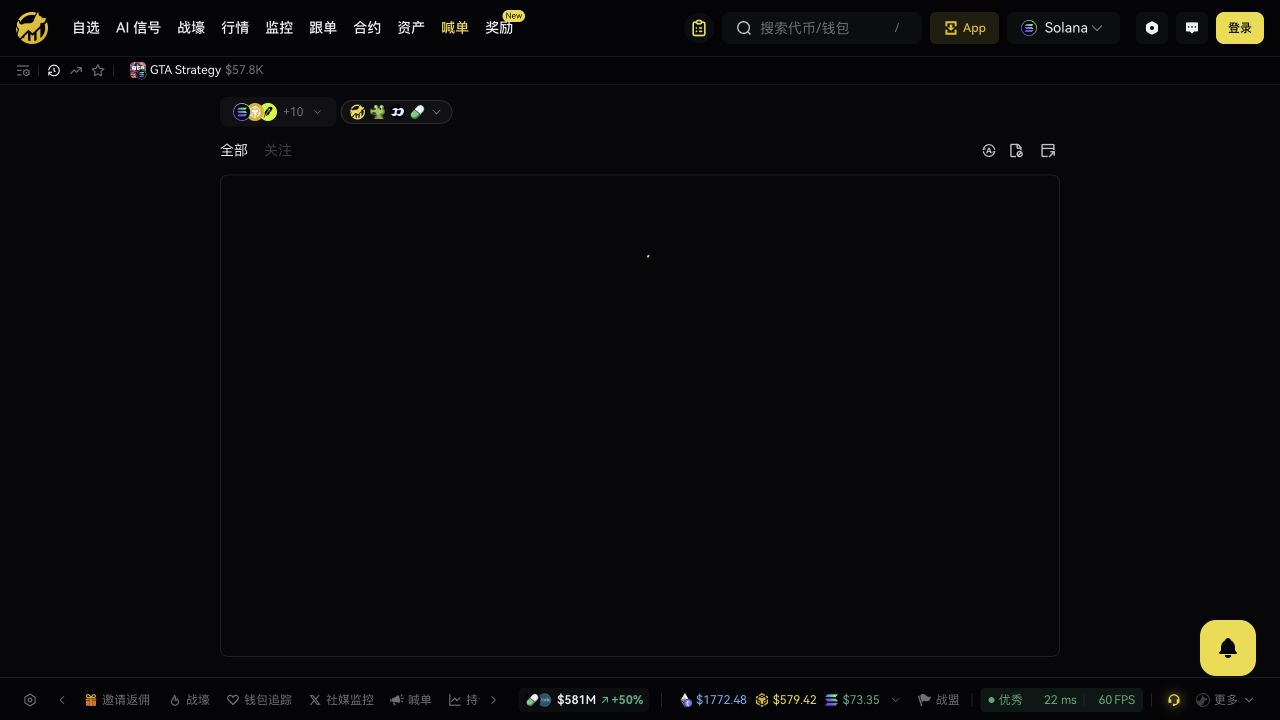 自选 AI 信号 战壕 行情 监控 跟单 合约 资产 喊单 奖励 New 搜索代币/钱包 / App Solana 登录
GTA Strategy $57.8K
+10
全部 关注
邀请返佣 战壕 钱包追踪 社媒监控 喊单 持 $581M +50% $1772.48 $579.42 $73.35 战盟 优秀 22 ms 60 FPS 更多